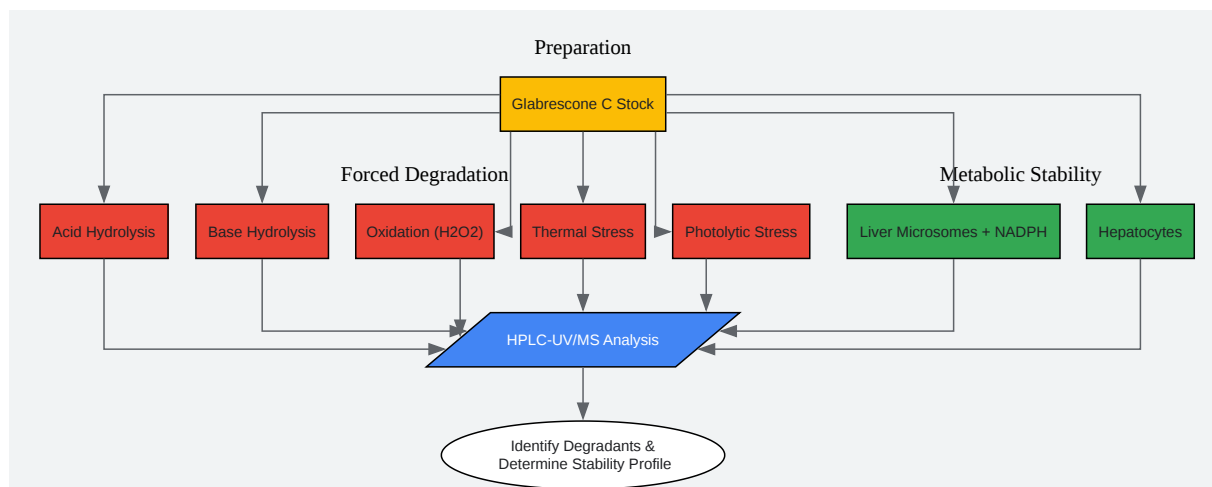 Preparation
Glabrescone C Stock
Forced Degradation
Metabolic Stability
Acid Hydrolysis
Base Hydrolysis
Oxidation (H2O2)
Thermal Stress
Photolytic Stress
Liver Microsomes + NADPH
Hepatocytes
HPLC-UV/MS Analysis
Identify Degradants &
Determine Stability Profile